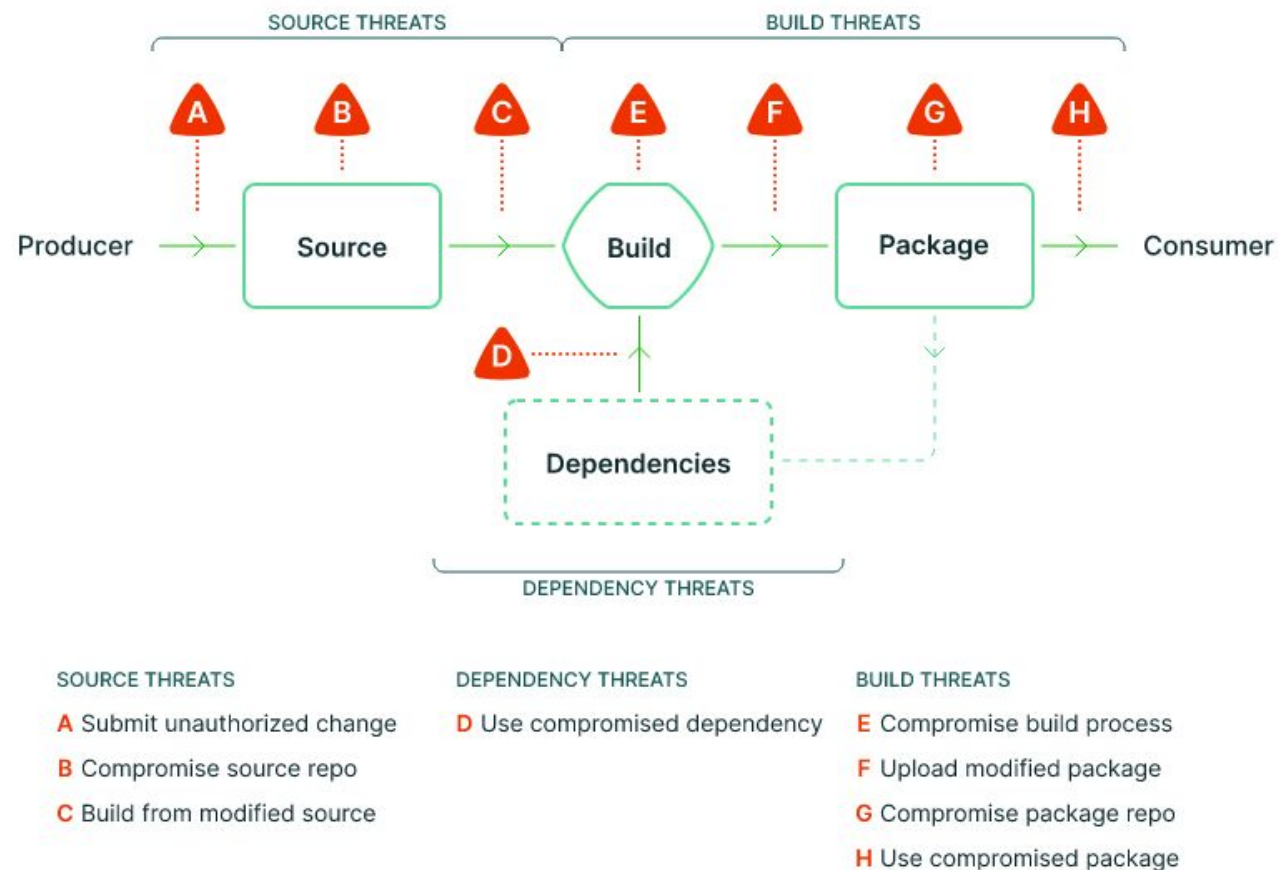 SOURCE THREATS
BUILD THREATS
A
B
C
E
F
G
H
Producer
Source
Build
Package
Consumer
D
Dependencies
DEPENDENCY THREATS
SOURCE THREATS
A Submit unauthorized change
B Compromise source repo
C Build from modified source
DEPENDENCY THREATS
D Use compromised dependency
BUILD THREATS
E Compromise build process
F Upload modified package
G Compromise package repo
H Use compromised package